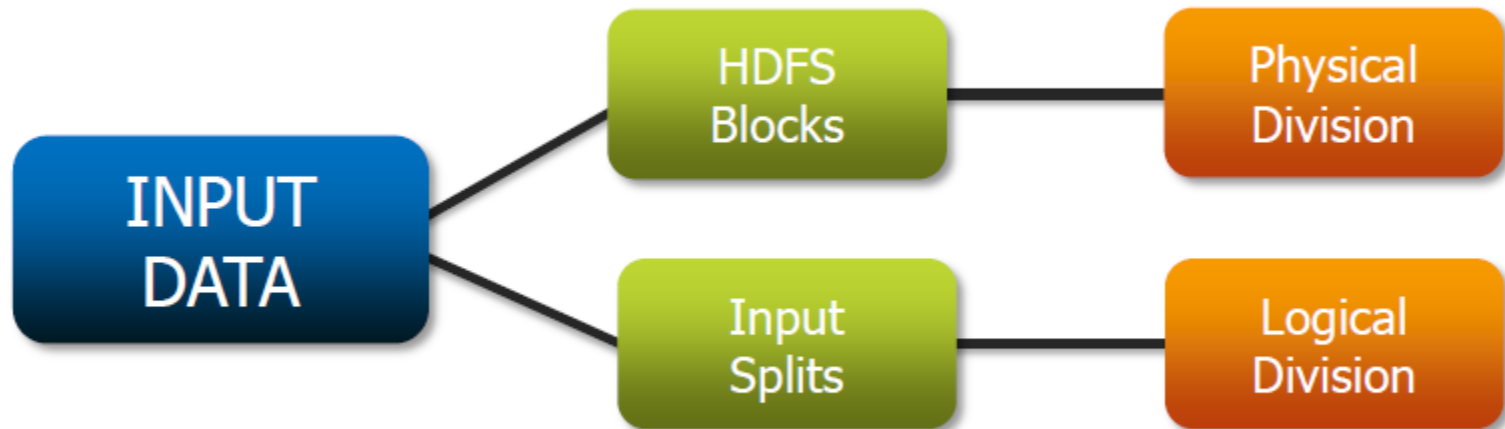 INPUT
DATA
HDFS
Blocks
Physical
Division
Input
Splits
Logical
Division